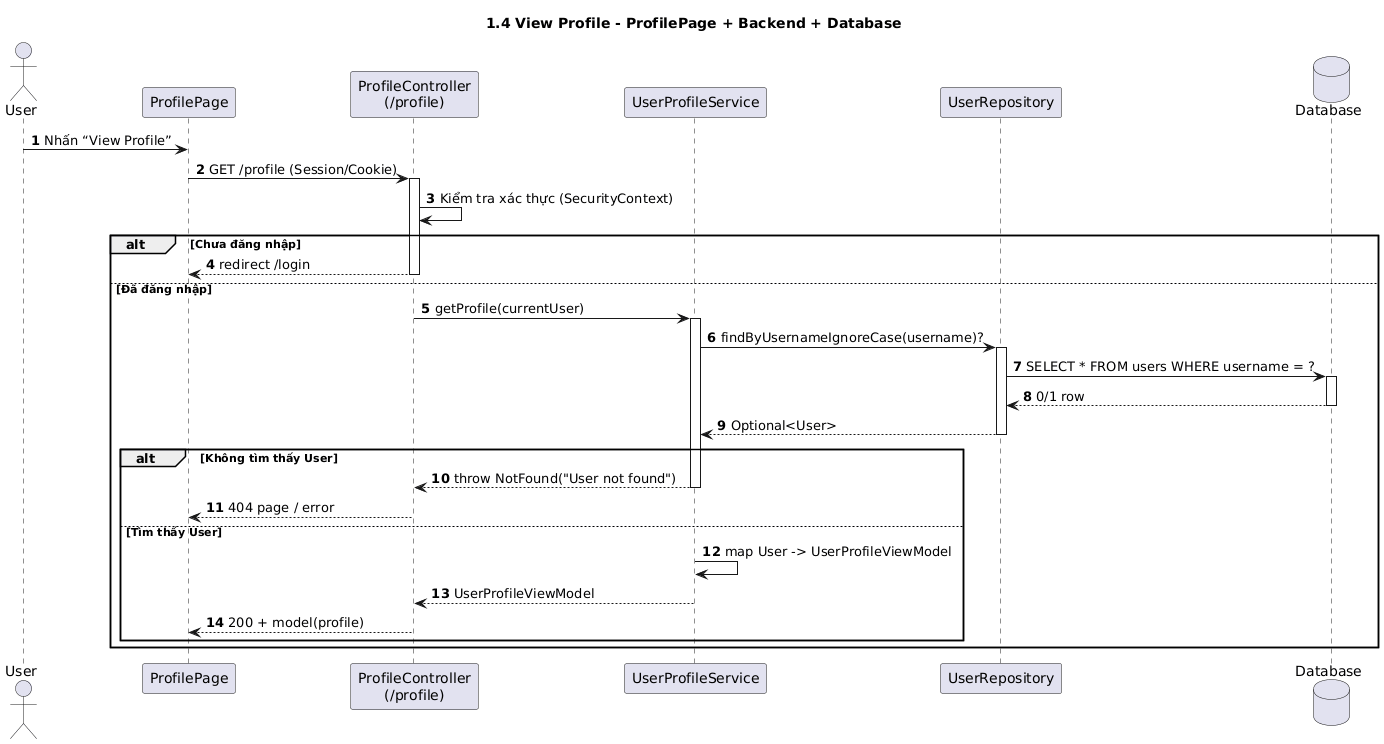 1.4 View Profile - ProfilePage + Backend + Database
User
ProfilePage
ProfileController
(/profile)
UserProfileService
UserRepository
Database
1 Nhấn “View Profile”
2 GET /profile (Session/Cookie)
3 Kiểm tra xác thực (SecurityContext)
alt [Chưa đăng nhập]
4 redirect /login
[Đã đăng nhập]
5 getProfile(currentUser)
6 findByUsernameIgnoreCase(username)?
7 SELECT * FROM users WHERE username = ?
8 0/1 row
9 Optional<User>
alt [Không tìm thấy User]
10 throw NotFound("User not found")
11 404 page / error
[Tìm thấy User]
12 map User -> UserProfileViewModel
13 UserProfileViewModel
14 200 + model(profile)
User
ProfilePage
ProfileController
(/profile)
UserProfileService
UserRepository
Database